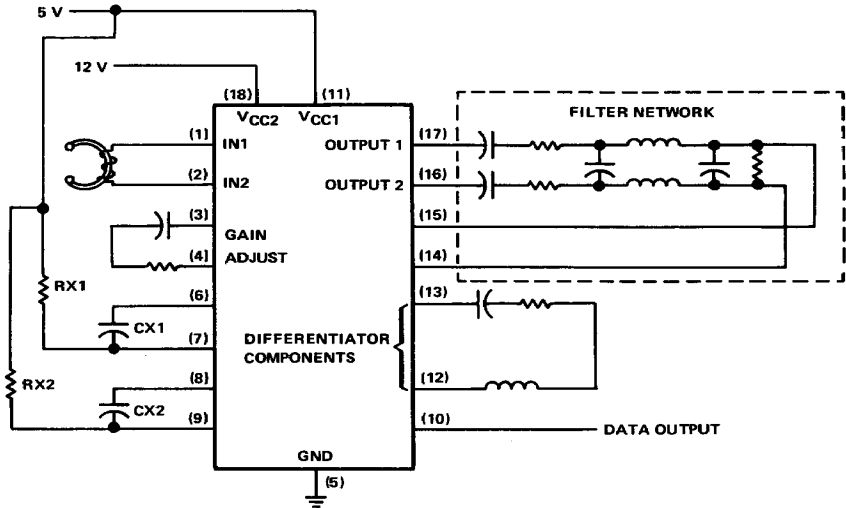 5 V
12 V
(18)
(11)
VCC2
VCC1
FILTER NETWORK
(1)
IN1
OUTPUT 1
(17)
(2)
IN2
OUTPUT 2
(16)
(3)
GAIN
ADJUST
(4)
(15)
(14)
RX1
(6)
CX1
(7)
(13)
DIFFERENTIATOR
COMPONENTS
(12)
RX2
(8)
CX2
(9)
(10)
DATA OUTPUT
GND
(5)